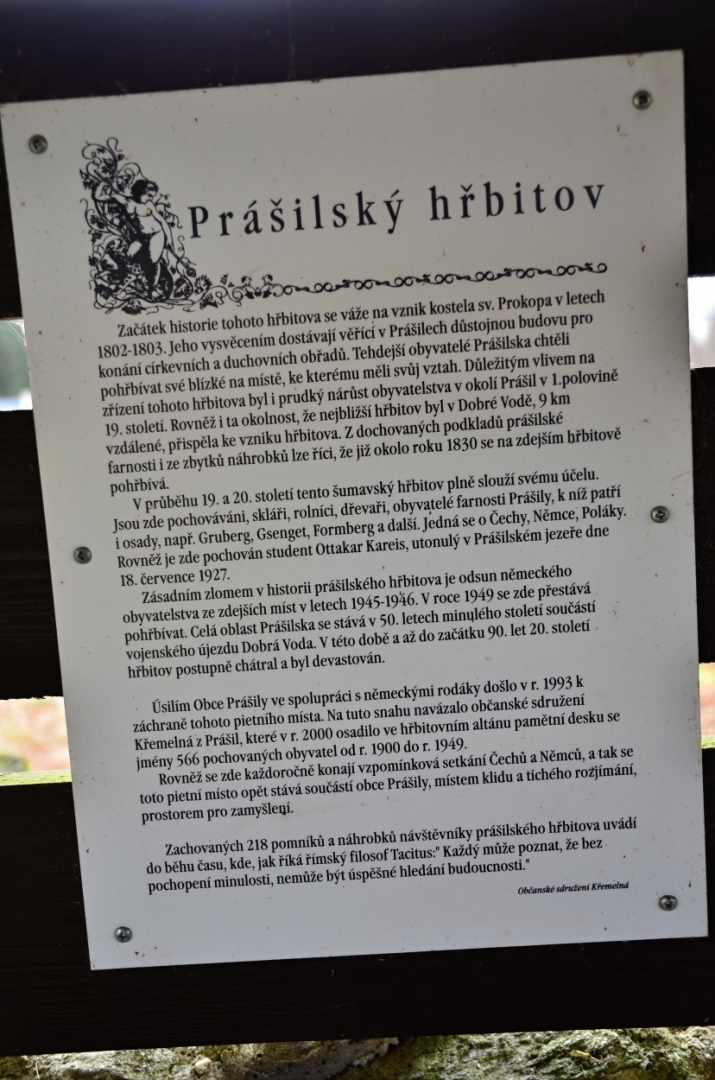 Prášilský hřbitov
Začátek historie tohoto hřbitova se váže na vznik kostela sv. Prokopa v letech
1802-1803. Jeho vysvěcením dostávají věřící v Prášilech důstojnou budovu pro
konání církevních a duchovních obřadů. Tehdejší obyvatelé Prášilska chtěli
pohřbívat své blízké na místě, ke kterému měli svůj vztah. Důležitým vlivem na
zřízení tohoto hřbitova byl i prudký nárůst obyvatelstva v okolí Prášil v 1.polovině
19. století. Rovněž i ta okolnost, že nejbližší hřbitov byl v Dobré Vodě, 9 km
vzdálené, přispěla ke vzniku hřbitova. Z dochovaných podkladů prášilské
farnosti i ze zbytků náhrobků lze říci, že již okolo roku 1830 se na zdejším hřbitově
pohřbívá.
V průběhu 19. a 20. století tento šumavský hřbitov plně slouží svému účelu.
Jsou zde pochováváni, skláři, rolníci, dřevaři, obyvatelé farnosti Prášily, k níž patří
i osady, např. Gruberg, Gsenget, Formberg a další. Jedná se o Čechy, Němce, Poláky.
Rovněž je zde pochován student Ottakar Kareis, utonulý v Prášilském jezeře dne
18. července 1927.
Zásadním zlomem v historii prášilského hřbitova je odsun německého
obyvatelstva ze zdejších míst v letech 1945-1946. V roce 1949 se zde přestává
pohřbívat. Celá oblast Prášilska se stává v 50. letech minulého století součástí
vojenského újezdu Dobrá Voda. V této době a až do začátku 90. let 20. století
hřbitov postupně chátral a byl devastován.
Úsilím Obce Prášily ve spolupráci s německými rodáky došlo v r. 1993 k
záchraně tohoto pietního místa. Na tuto snahu navázalo občanské sdružení
Křemelná z Prášil, které v r. 2000 osadilo ve hřbitovním altánu pamětní desku se
jmény 566 pochovaných obyvatel od r. 1900 do r. 1949.
Rovněž se zde každoročně konají vzpomínková setkání Čechů a Němců, a tak se
toto pietní místo opět stává součástí obce Prášily, místem klidu a tichého rozjímání,
prostorem pro zamyšlení.
Zachovaných 218 pomníků a náhrobků návštěvníky prášilského hřbitova uvádí
do běhu času, kde, jak říká římský filosof Tacitus:" Každý může poznat, že bez
pochopení minulosti, nemůže být úspěšné hledání budoucnosti."
Občanské sdružení Křemelná